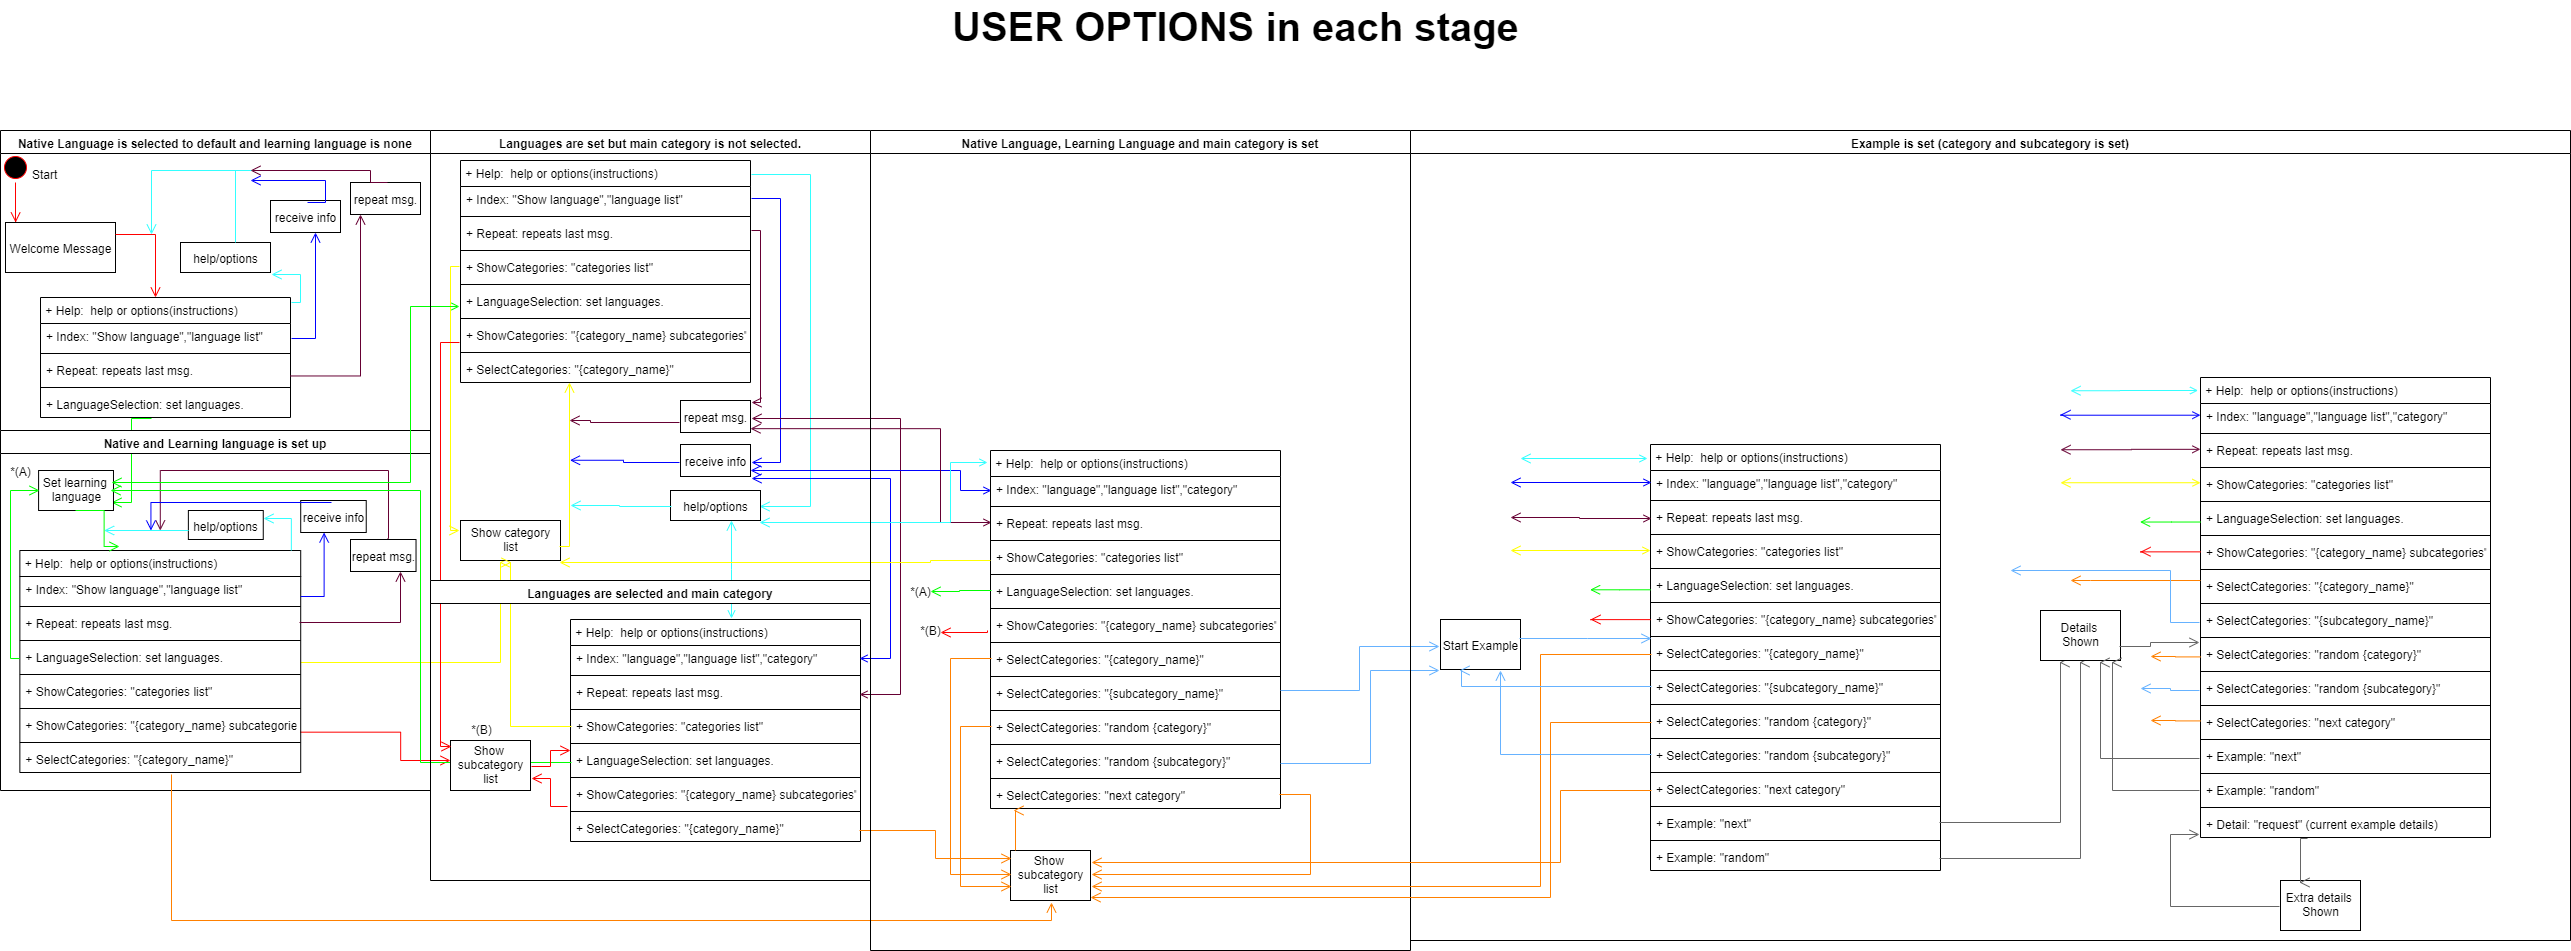 USER OPTIONS in each stage
Native Language is selected to default and learning language is none
Start
Welcome Message
help/options
receive info
repeat msg.
+ Help:  help or options(instructions)
+ Index: "Show language","language list"
+ Repeat: repeats last msg.
+ LanguageSelection: set languages.
Native and Learning language is set up
*(A)
Set learning
language
help/options
receive info
repeat msg.
+ Help:  help or options(instructions)
+ Index: "Show language","language list"
+ Repeat: repeats last msg.
+ LanguageSelection: set languages.
+ ShowCategories: "categories list"
+ ShowCategories: "{category_name} subcategorie
+ SelectCategories: "{category_name}"
Languages are set but main category is not selected.
+ Help:  help or options(instructions)
+ Index: "Show language","language list"
+ Repeat: repeats last msg.
+ ShowCategories: "categories list"
+ LanguageSelection: set languages.
+ ShowCategories: "{category_name} subcategories"
+ SelectCategories: "{category_name}"
repeat msg.
receive info
help/options
Show category
list
Languages are selected and main category
+ Help:  help or options(instructions)
+ Index: "language","language list","category"
+ Repeat: repeats last msg.
+ ShowCategories: "categories list"
+ LanguageSelection: set languages.
+ ShowCategories: "{category_name} subcategories"
+ SelectCategories: "{category_name}"
*(B)
Show
subcategory
list
Native Language, Learning Language and main category is set
+ Help:  help or options(instructions)
+ Index: "language","language list","category"
+ Repeat: repeats last msg.
+ ShowCategories: "categories list"
*(A)
+ LanguageSelection: set languages.
*(B)
+ ShowCategories: "{category_name} subcategories"
+ SelectCategories: "{category_name}"
+ SelectCategories: "{subcategory_name}"
+ SelectCategories: "random {category}"
+ SelectCategories: "random {subcategory}"
+ SelectCategories: "next category"
Show
subcategory
list
Example is set (category and subcategory is set)
Start Example
+ Help:  help or options(instructions)
+ Index: "language","language list","category"
+ Repeat: repeats last msg.
+ ShowCategories: "categories list"
+ LanguageSelection: set languages.
+ ShowCategories: "{category_name} subcategories"
+ SelectCategories: "{category_name}"
+ SelectCategories: "{subcategory_name}"
+ SelectCategories: "random {category}"
+ SelectCategories: "random {subcategory}"
+ SelectCategories: "next category"
+ Example: "next"
+ Example: "random"
Details
Shown
+ Help:  help or options(instructions)
+ Index: "language","language list","category"
+ Repeat: repeats last msg.
+ ShowCategories: "categories list"
+ LanguageSelection: set languages.
+ ShowCategories: "{category_name} subcategories"
+ SelectCategories: "{category_name}"
+ SelectCategories: "{subcategory_name}"
+ SelectCategories: "random {category}"
+ SelectCategories: "random {subcategory}"
+ SelectCategories: "next category"
+ Example: "next"
+ Example: "random"
+ Detail: "request" (current example details)
Extra details
Shown